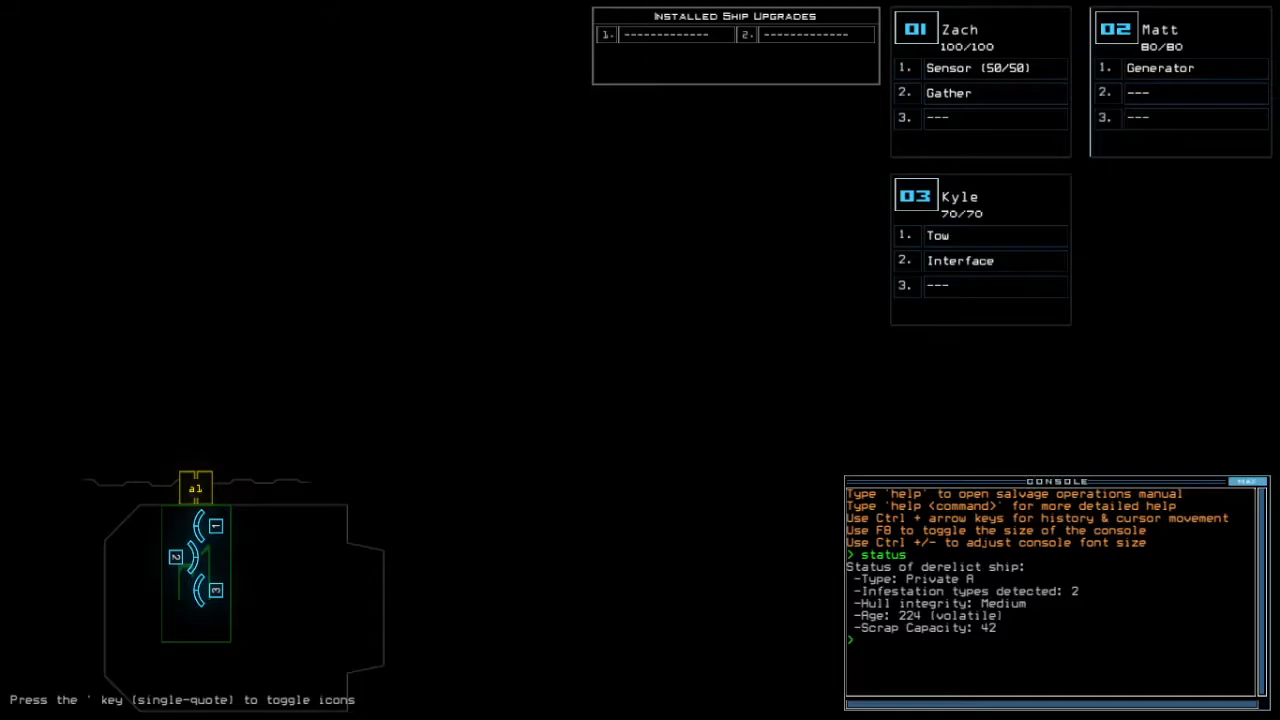 Installed Ship Upgrades
1. ------------- 2. -------------
01 Zach
100/100
1. Sensor (50/50)
2. Gather
3. ---
02 Matt
80/80
1. Generator
2. ---
3. ---
03 Kyle
70/70
1. Tow
2. Interface
3. ---
a1
1
2
3
Press the ' key (single-quote) to toggle icons
CONSOLE
Type 'help' to open salvage operations manual
Type 'help <command>' for more detailed help
Use Ctrl + arrow keys for history & cursor movement
Use F8 to toggle the size of the console
Use Ctrl +/- to adjust console font size
> status
Status of derelict ship:
-Type: Private A
-Infestation types detected: 2
-Hull integrity: Medium
-Age: 224 (volatile)
-Scrap Capacity: 42
>